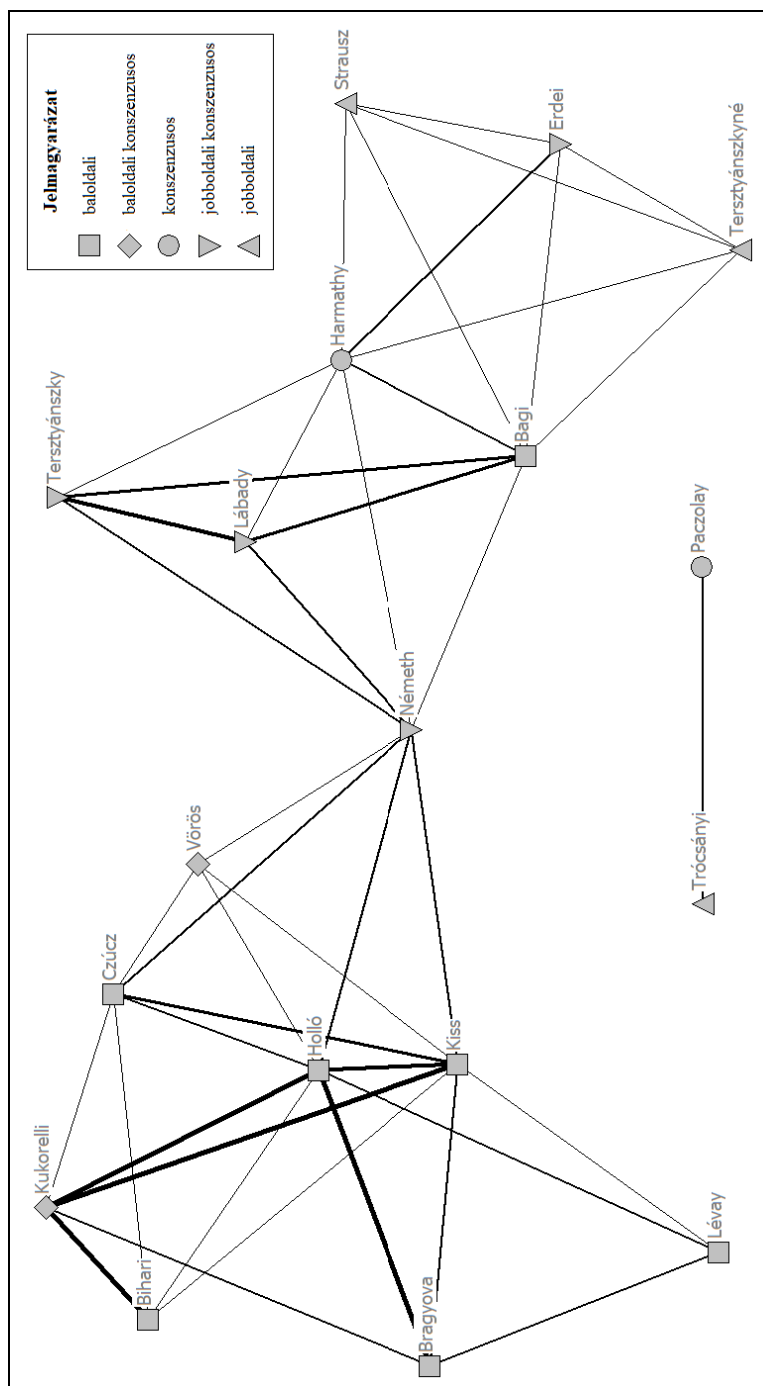 Jelmagyarázat
baloldali
baloldali konszenzusos
konszenzusos
jobboldali konszenzusos
jobboldali
Kukorelli
Bihari
Czúcz
Vörös
Tersztyánszky
Lábady
Holló
Harmathy
Strausz
Bragyova
Kiss
Németh
Bagi
Erdei
Lévay
Trócsányi
Paczolay
Tersztyánszkyné